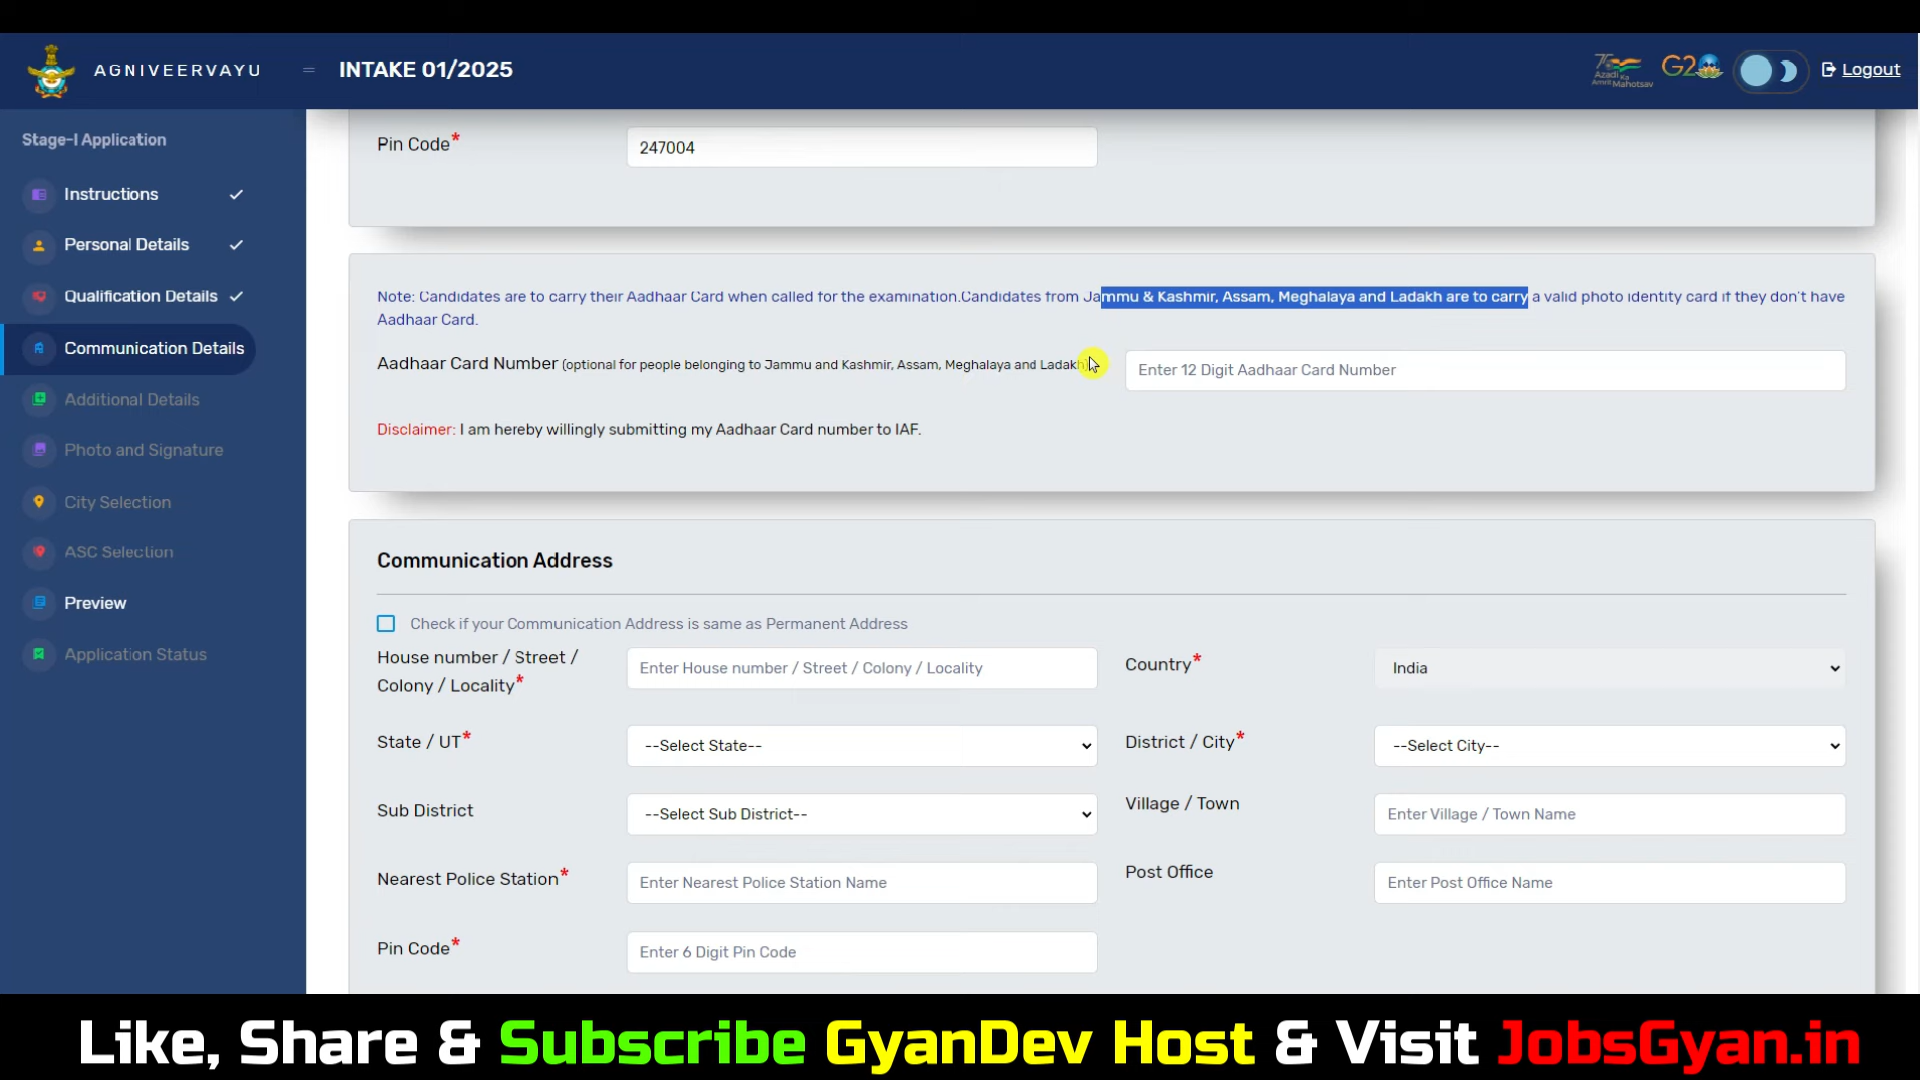 AGNIVEERVAYU
INTAKE 01/2025
75
Azadi Ka
Amrit Mahotsav
G20
Logout
Stage-I Application
Instructions
Personal Details
Qualification Details
Communication Details
Additional Details
Photo and Signature
City Selection
ASC Selection
Preview
Application Status
Pin Code*
247004
Note: Candidates are to carry their Aadhaar Card when called for the examination.Candidates from Jammu & Kashmir, Assam, Meghalaya and Ladakh are to carry a valid photo identity card if they don't have
Aadhaar Card.
Aadhaar Card Number (optional for people belonging to Jammu and Kashmir, Assam, Meghalaya and Ladakh)
Enter 12 Digit Aadhaar Card Number
Disclaimer: I am hereby willingly submitting my Aadhaar Card number to IAF.
Communication Address
Check if your Communication Address is same as Permanent Address
House number / Street /
Colony / Locality*
Enter House number / Street / Colony / Locality
Country*
India
State / UT*
--Select State--
District / City*
--Select City--
Sub District
--Select Sub District--
Village / Town
Enter Village / Town Name
Nearest Police Station*
Enter Nearest Police Station Name
Post Office
Enter Post Office Name
Pin Code*
Enter 6 Digit Pin Code
Like, Share & Subscribe GyanDev Host & Visit JobsGyan.in